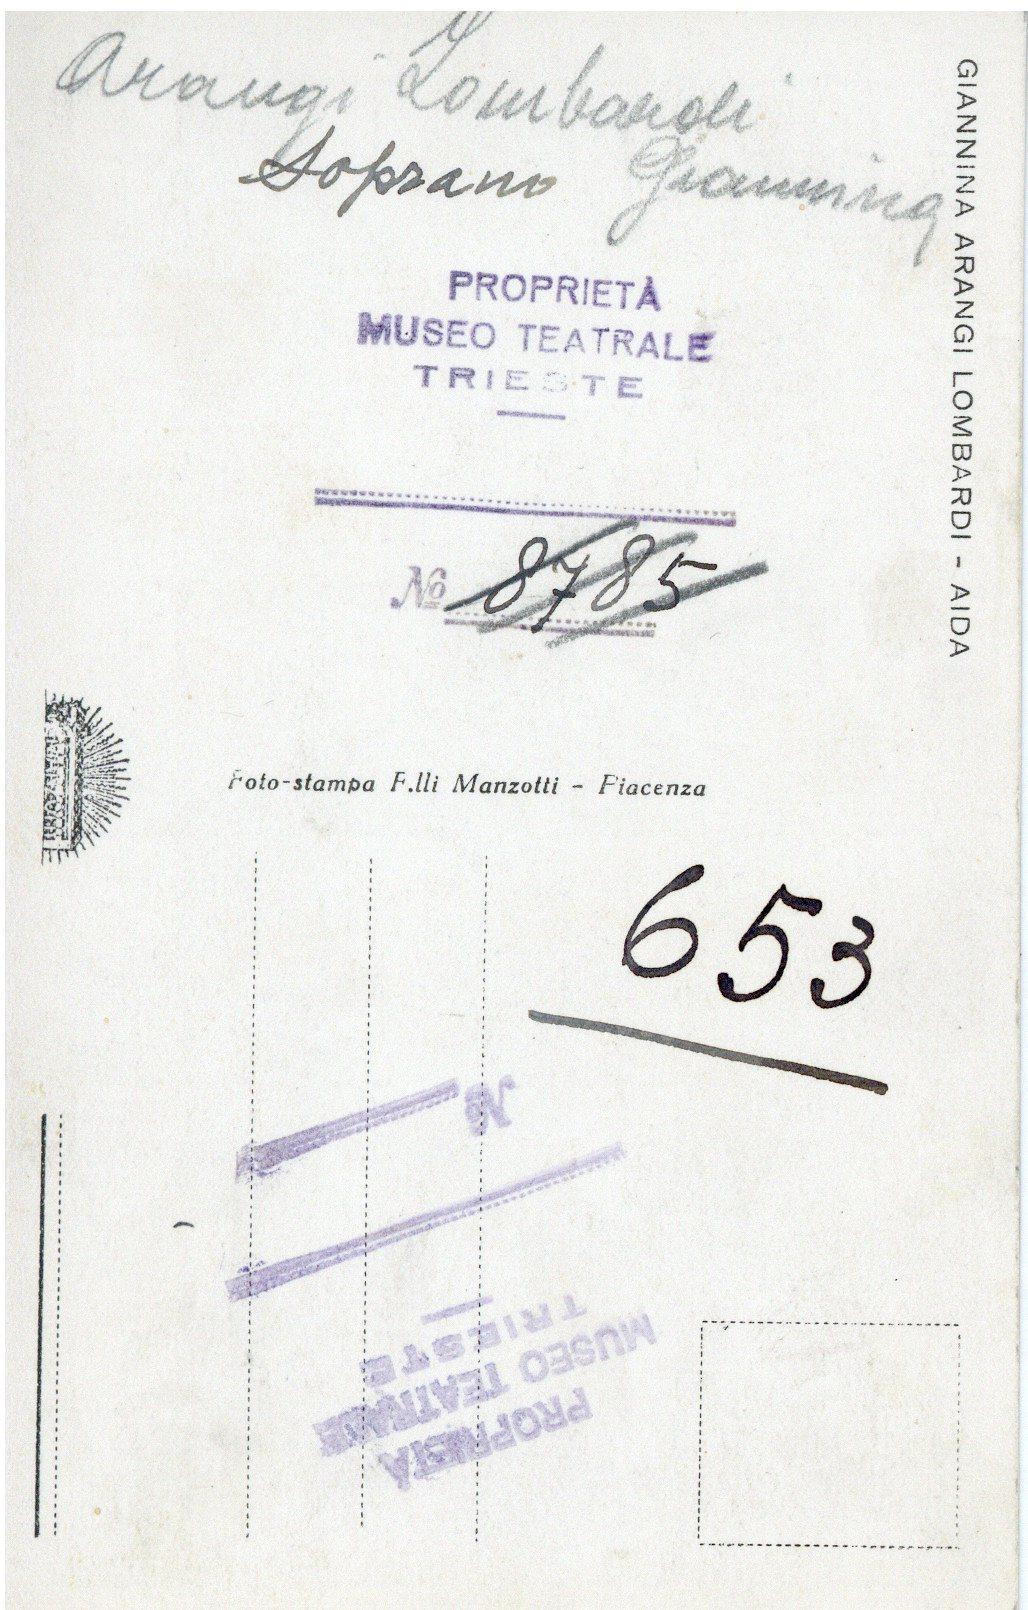 Arangi Lombardi
Soprano Giannina
PROPRIETÀ
MUSEO TEATRALE
TRIESTE
No 8785
GIANNINA ARANGI LOMBARDI - AIDA
Foto-stampa F.lli Manzotti - Piacenza
653
No
PROPRIETÀ
MUSEO TEATRALE
TRIESTE